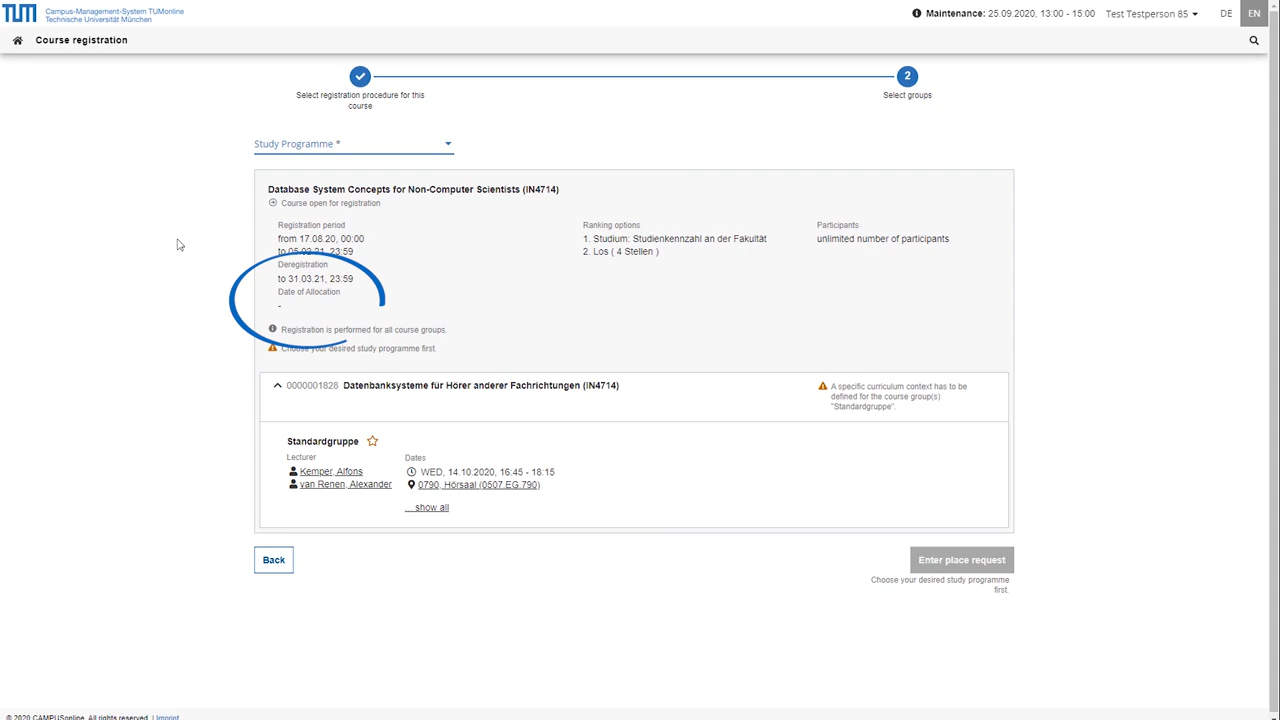 TUM
Campus-Management-System TUMonline
Technische Universität München
Maintenance: 25.09.2020, 13:00 - 15:00
Test Testperson 85
DE
EN
Course registration
2
Select registration procedure for this
course
Select groups
Study Programme *
Database System Concepts for Non-Computer Scientists (IN4714)
Course open for registration
Registration period
from 17.08.20, 00:00
to 05.02.21, 23:59
Deregistration
to 31.03.21, 23:59
Date of Allocation
-
Ranking options
1. Studium: Studienkennzahl an der Fakultät
2. Los ( 4 Stellen )
Participants
unlimited number of participants
Registration is performed for all course groups.
Choose your desired study programme first.
0000001828 Datenbanksysteme für Hörer anderer Fachrichtungen (IN4714)
A specific curriculum context has to be
defined for the course group(s)
"Standardgruppe".
Standardgruppe
Lecturer
Kemper, Alfons
van Renen, Alexander
Dates
WED, 14.10.2020, 16:45 - 18:15
0790, Hörsaal (0507.EG.790)
... show all
Back
Enter place request
Choose your desired study programme
first.
© 2020 CAMPUSonline. All rights reserved. | Imprint